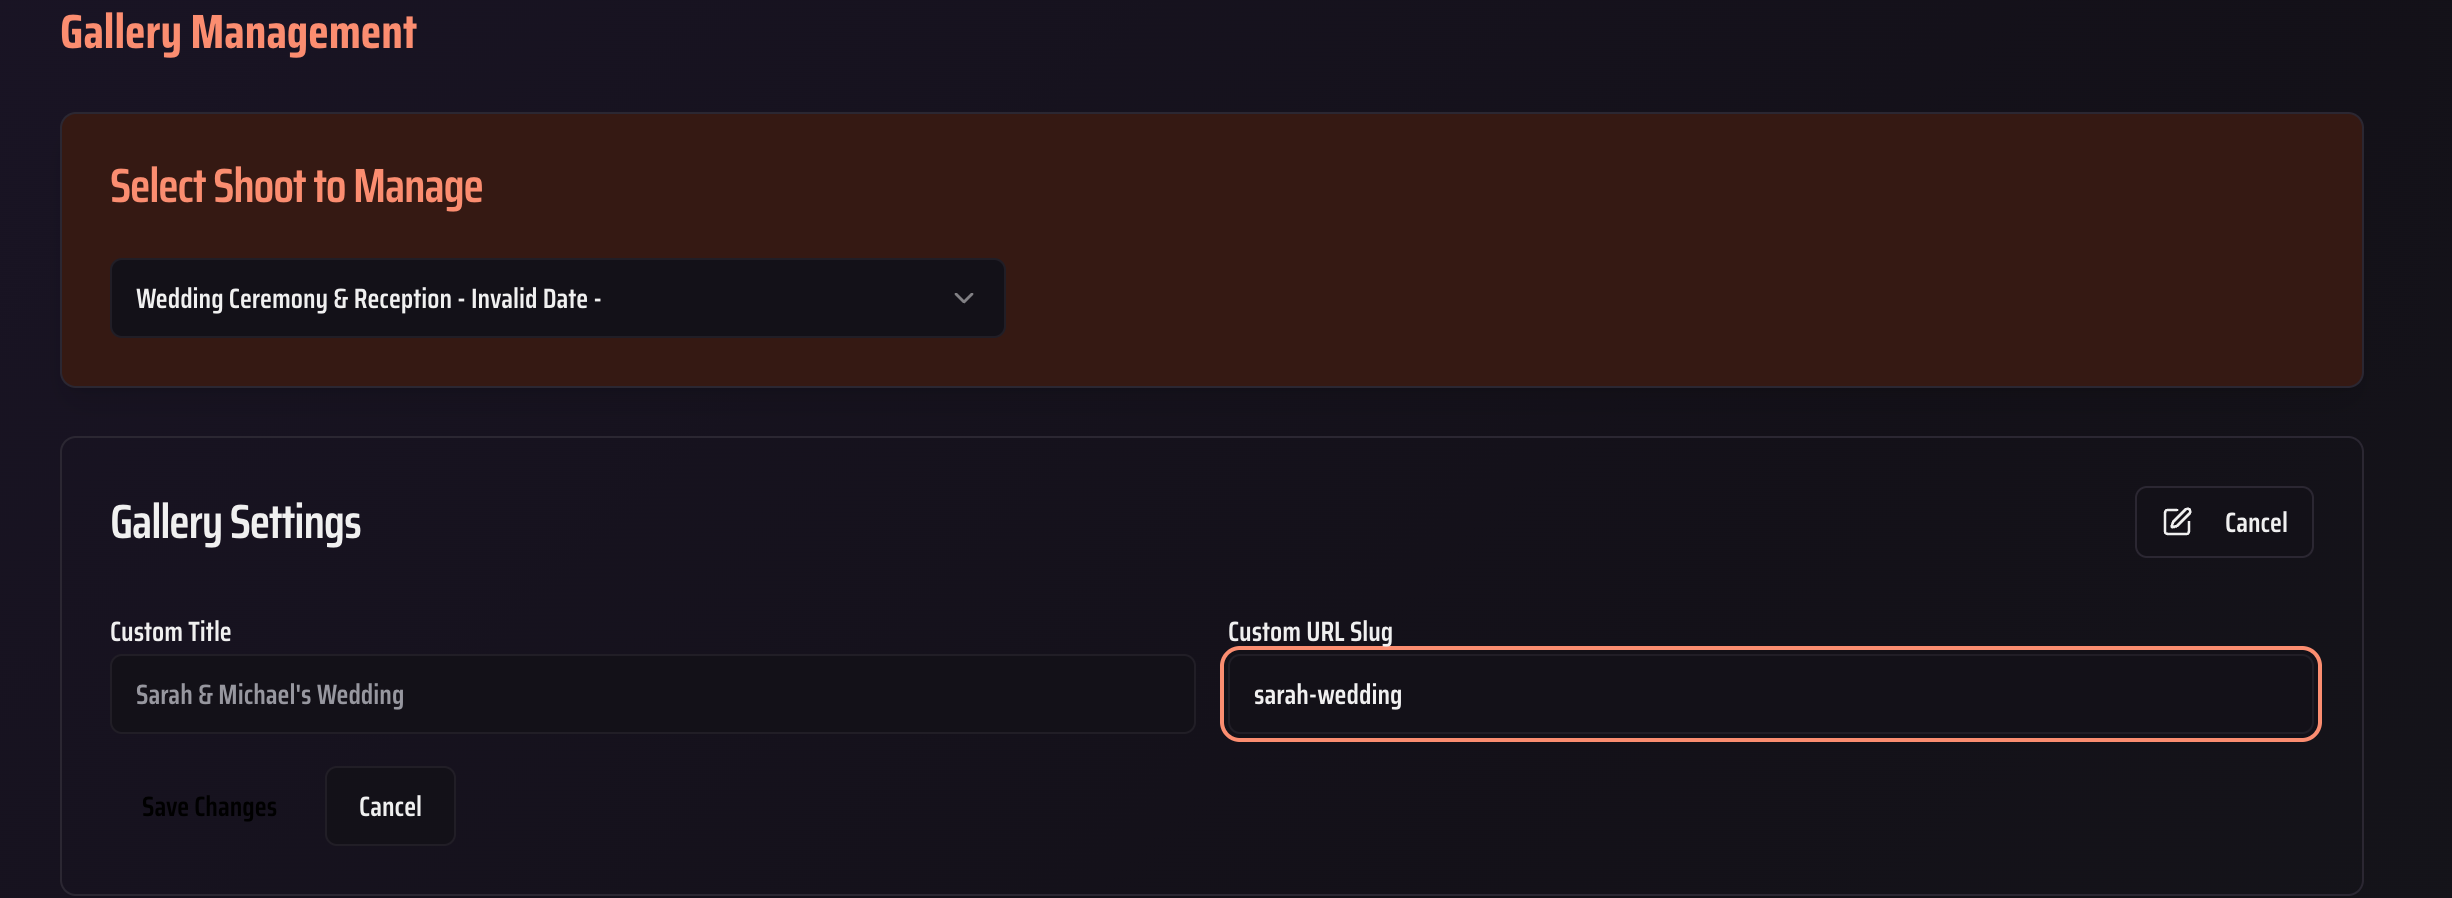 Gallery Management
Select Shoot to Manage
Wedding Ceremony & Reception - Invalid Date -
Gallery Settings
Cancel
Custom Title
Custom URL Slug
Sarah & Michael's Wedding
sarah-wedding
Save Changes
Cancel